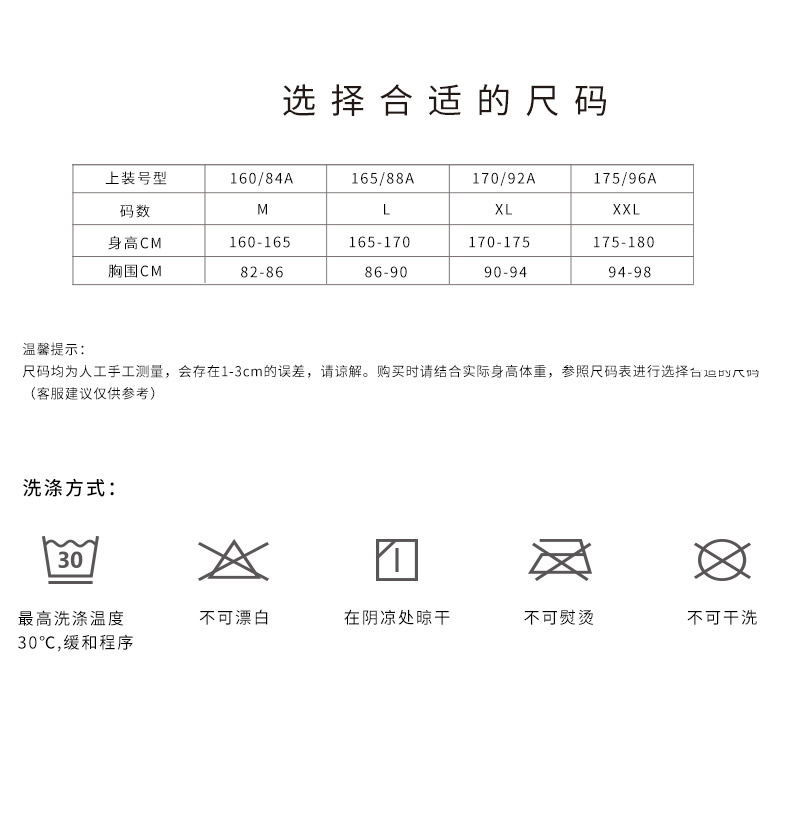 选择合适的尺码
上装号型 160/84A 165/88A 170/92A 175/96A
码数 M L XL XXL
身高CM 160-165 165-170 170-175 175-180
胸围CM 82-86 86-90 90-94 94-98
温馨提示：
尺码均为人工手工测量，会存在1-3cm的误差，请谅解。购买时请结合实际身高体重，参照尺码表进行选择合适的尺码
（客服建议仅供参考）
洗涤方式：
30
最高洗涤温度 不可漂白 在阴凉处晾干 不可熨烫 不可干洗
30℃,缓和程序